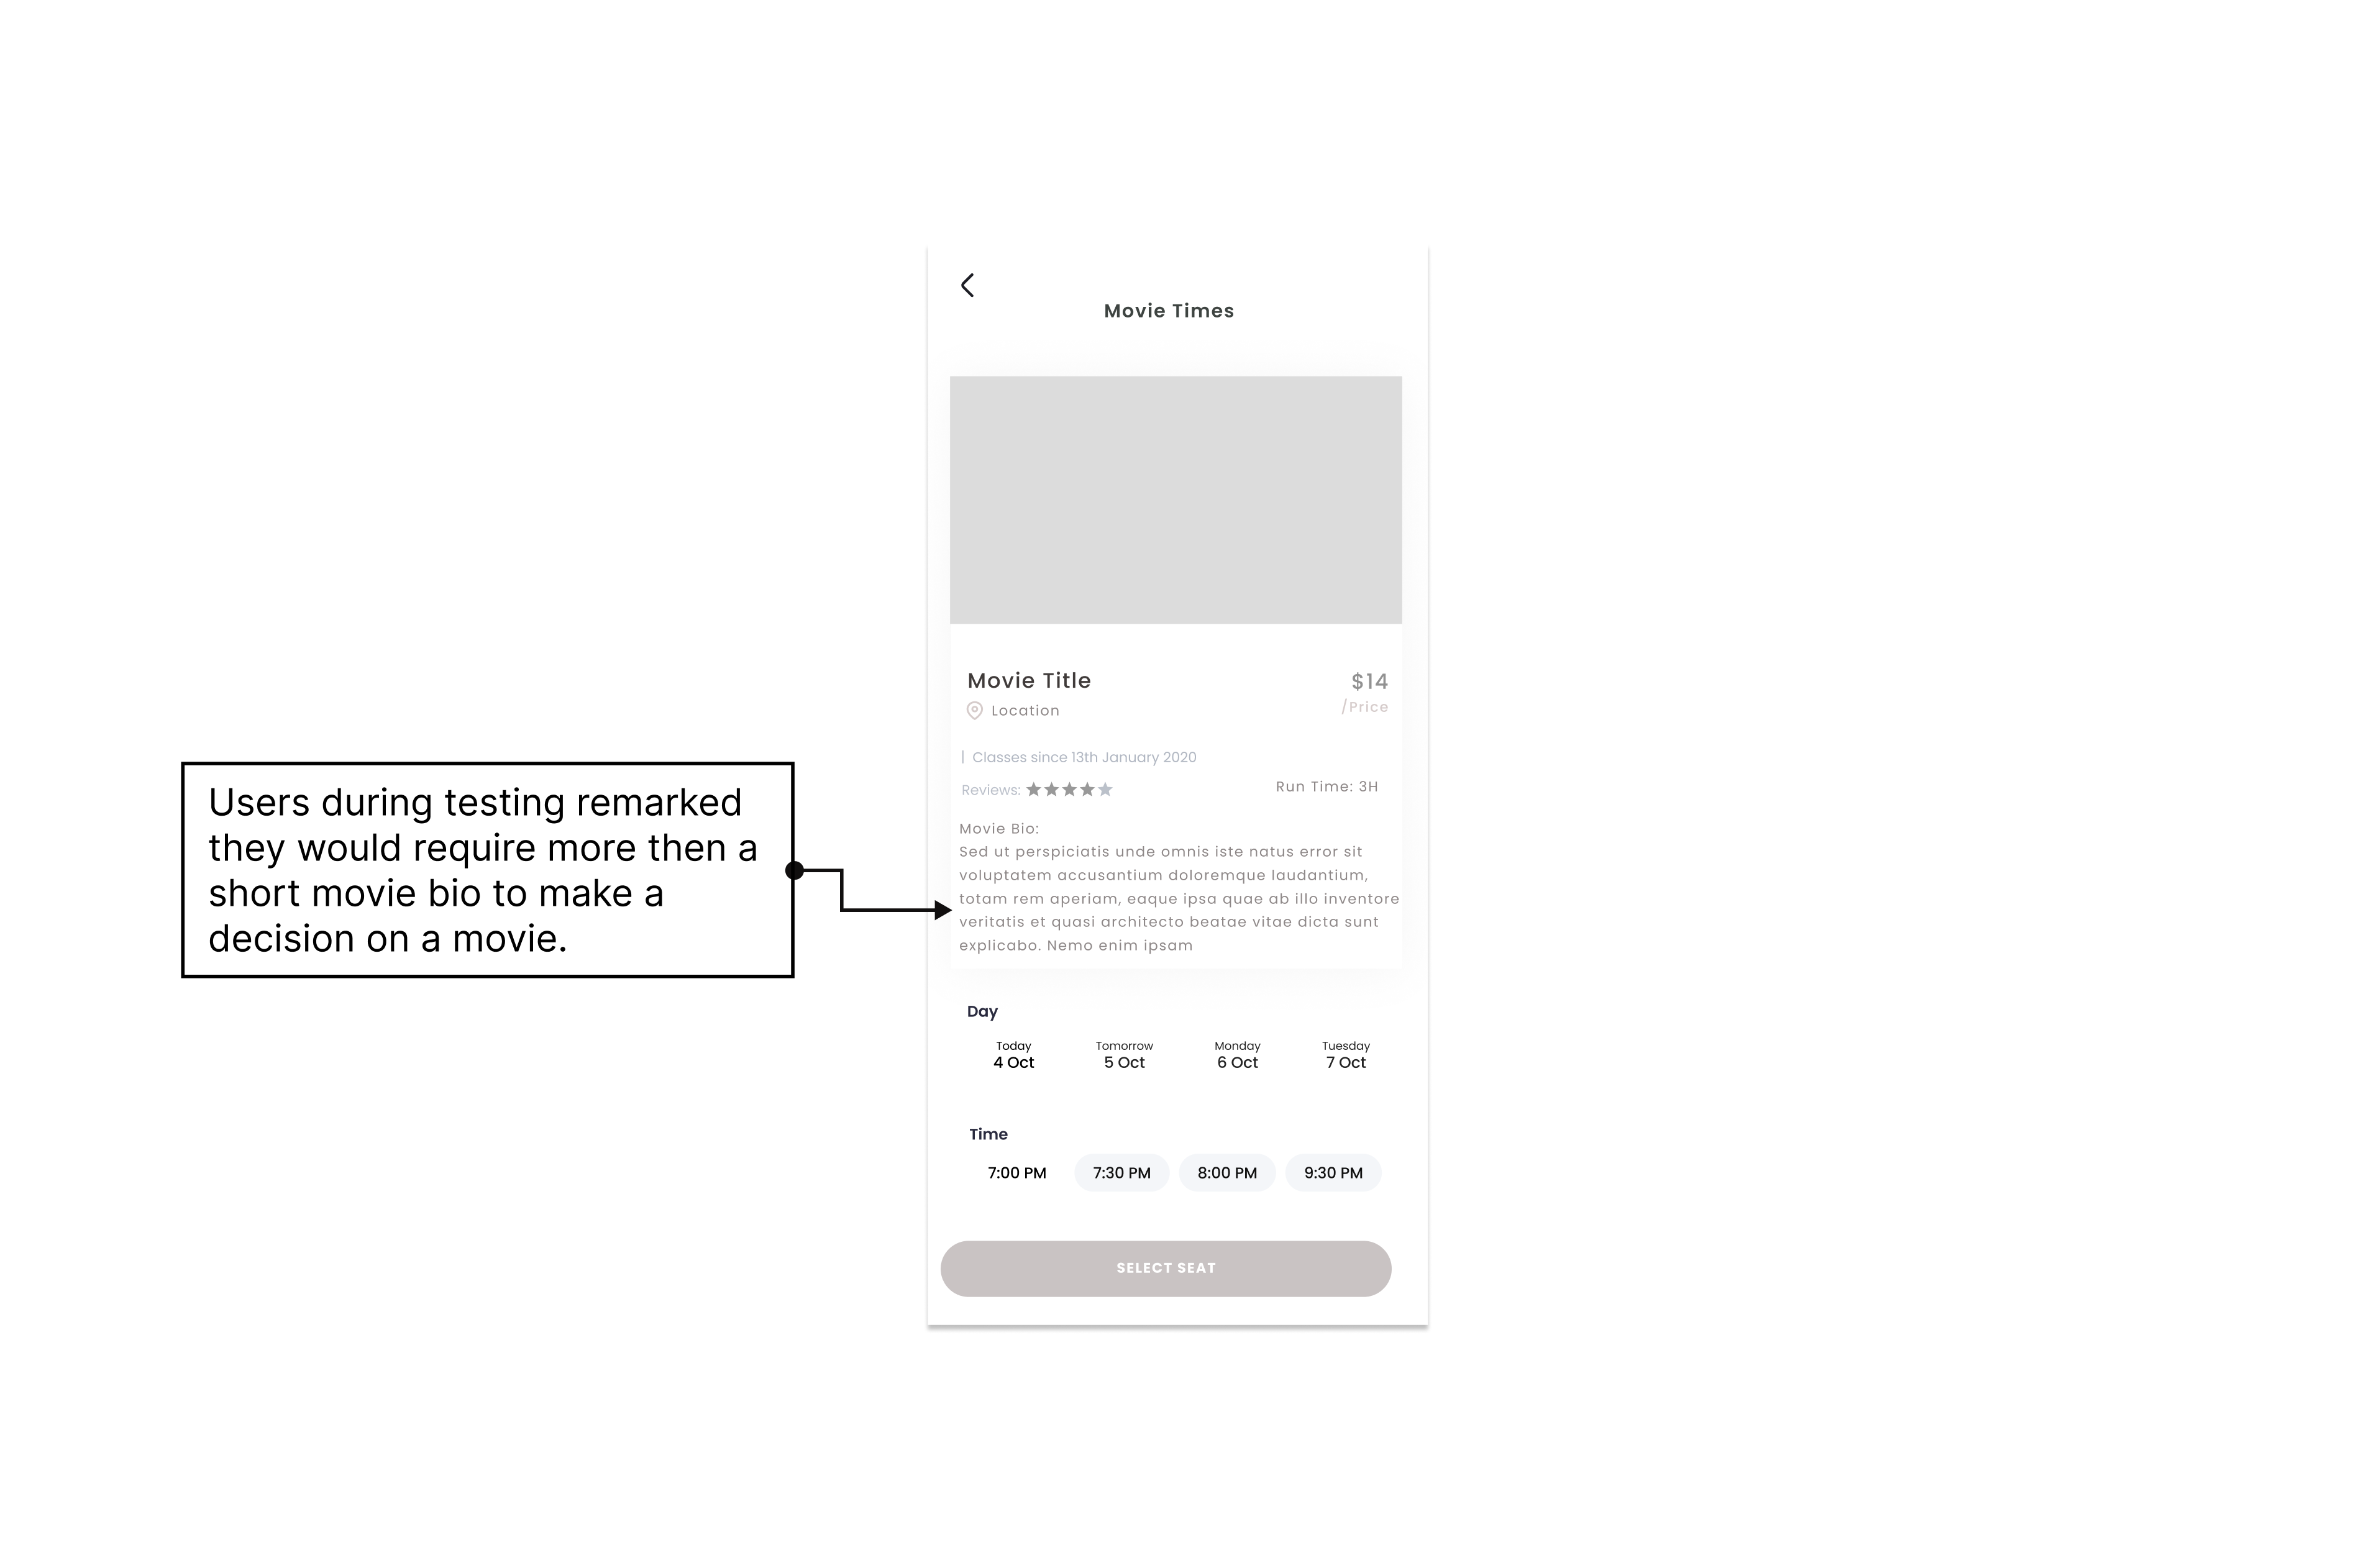 Movie Times
Movie Title
$14
Location
/Price
| Classes since 13th January 2020
Reviews:
Run Time: 3H
Users during testing remarked
they would require more then a
short movie bio to make a
decision on a movie.
Movie Bio:
Sed ut perspiciatis unde omnis iste natus error sit
voluptatem accusantium doloremque laudantium,
totam rem aperiam, eaque ipsa quae ab illo inventore
veritatis et quasi architecto beatae vitae dicta sunt
explicabo. Nemo enim ipsam
Day
Today Tomorrow Monday Tuesday
4 Oct 5 Oct 6 Oct 7 Oct
Time
7:00 PM 7:30 PM 8:00 PM 9:30 PM
SELECT SEAT